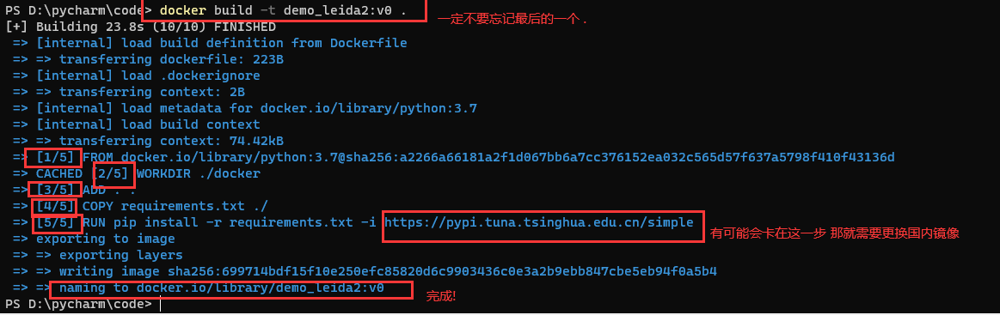 PS D:\pycharm\code> docker build -t demo_leida2:v0 . 一定不要忘记最后的一个 .
[+] Building 23.8s (10/10) FINISHED
=> [internal] load build definition from Dockerfile
=> => transferring dockerfile: 223B
=> [internal] load .dockerignore
=> => transferring context: 2B
=> [internal] load metadata for docker.io/library/python:3.7
=> [internal] load build context
=> => transferring context: 74.42kB
=> [1/5] FROM docker.io/library/python:3.7@sha256:a2266a66181a2f1d067bb6a7cc376152ea032c565d57f637a5798f410f43136d
=> CACHED [2/5] WORKDIR ./docker
=> [3/5] ADD . .
=> [4/5] COPY requirements.txt ./
=> [5/5] RUN pip install -r requirements.txt -i https://pypi.tuna.tsinghua.edu.cn/simple 有可能会卡在这一步 那就需要更换国内镜像
=> exporting to image
=> => exporting layers
=> => writing image sha256:699714bdf15f10e250efc85820d6c9903436c0e3a2b9ebb847cbe5eb94f0a5b4
=> => naming to docker.io/library/demo_leida2:v0 完成!
PS D:\pycharm\code>